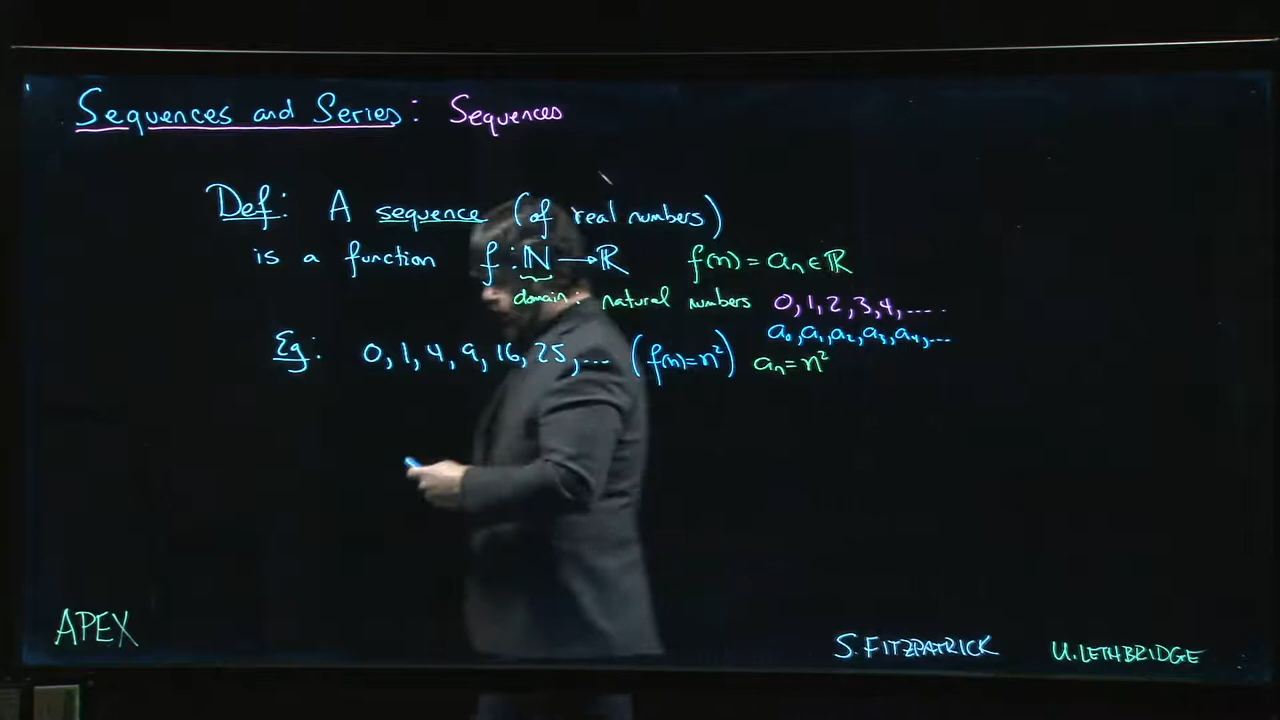 Sequences and Series: Sequences
Def: A sequence (of real numbers)
is a function f: ℕ → ℝ f(n) = aₙ ∈ ℝ
domain: natural numbers 0, 1, 2, 3, 4, ....
a₀, a₁, a₂, a₃, a₄, ...
Eg: 0, 1, 4, 9, 16, 25, ... (f(n)=n²) aₙ = n²
APEX
S. FITZPATRICK
U. LETHBRIDGE